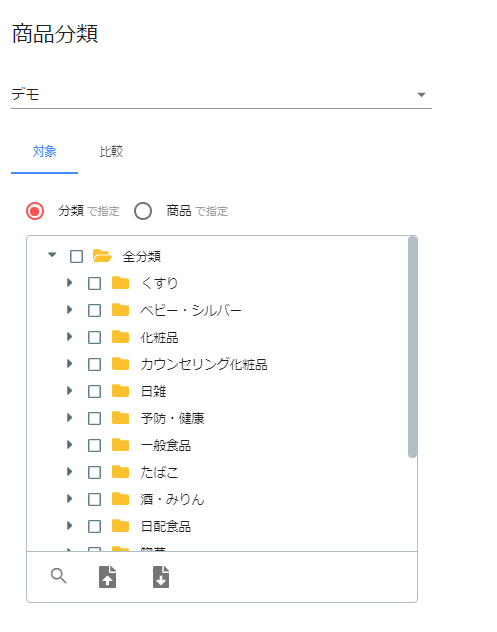 商品分類
デモ
対象 比較
分類 で指定 商品 で指定
全分類
くすり
ベビー・シルバー
化粧品
カウンセリング化粧品
日雑
予防・健康
一般食品
たばこ
酒・みりん
日配食品